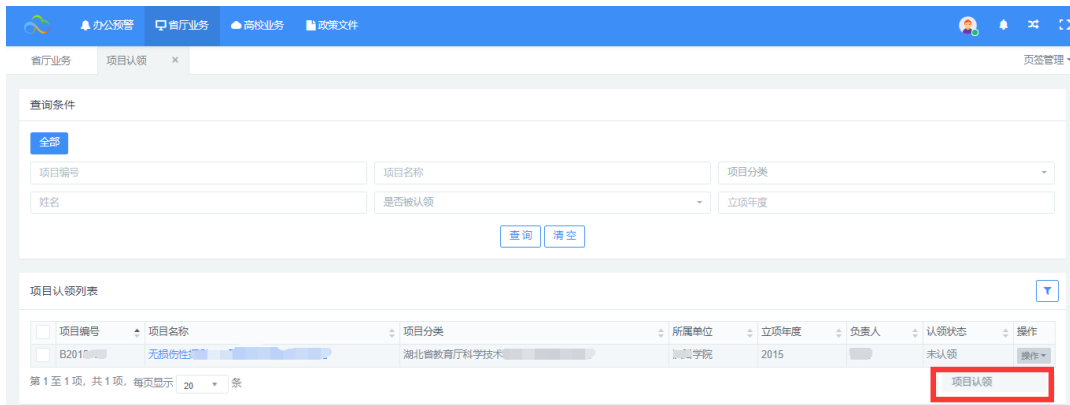 办公预警 省厅业务 高校业务 政策文件
省厅业务 项目认领 × 页签管理
查询条件
全部
项目编号 项目名称 项目分类
姓名 是否被认领 立项年度
查询 清空
项目认领列表
项目编号 项目名称 项目分类 所属单位 立项年度 负责人 认领状态 操作
B201 无损伤性 湖北省教育厅科学技术 学院 2015 未认领 操作
第 1 至 1 项, 共 1 项, 每页显示 20 条
项目认领